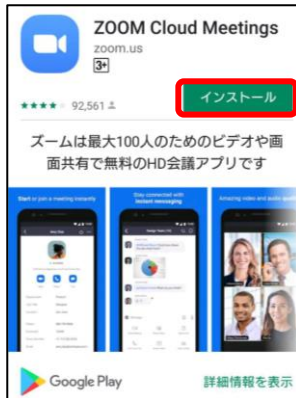 ZOOM Cloud Meetings
zoom.us
3+
★★★★★ 92,561
インストール
ズームは最大100人のためのビデオや画
面共有で無料のHD会議アプリです
Start or join a meeting instantly
Stay connected with
instant messaging
Amazing video and audio quality
Google Play
詳細情報を表示